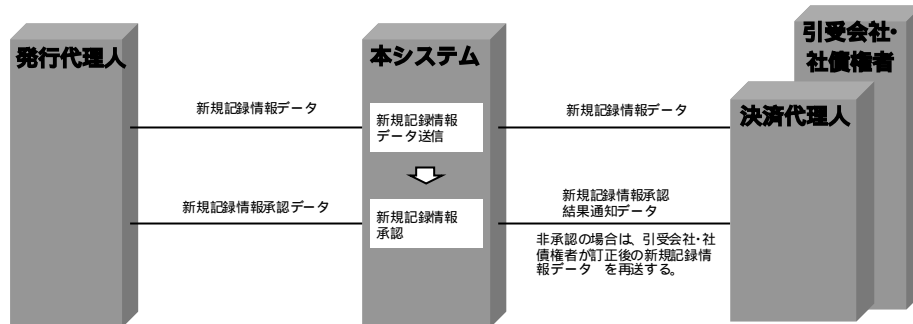 発行代理人
本システム
引受会社・
社債権者
決済代理人
新規記録情報データ
新規記録情報
データ送信
新規記録情報データ
新規記録情報承認データ
新規記録情報
承認
新規記録情報承認
結果通知データ
非承認の場合は、引受会社・社
債権者が訂正後の新規記録情
報データ を再送する。